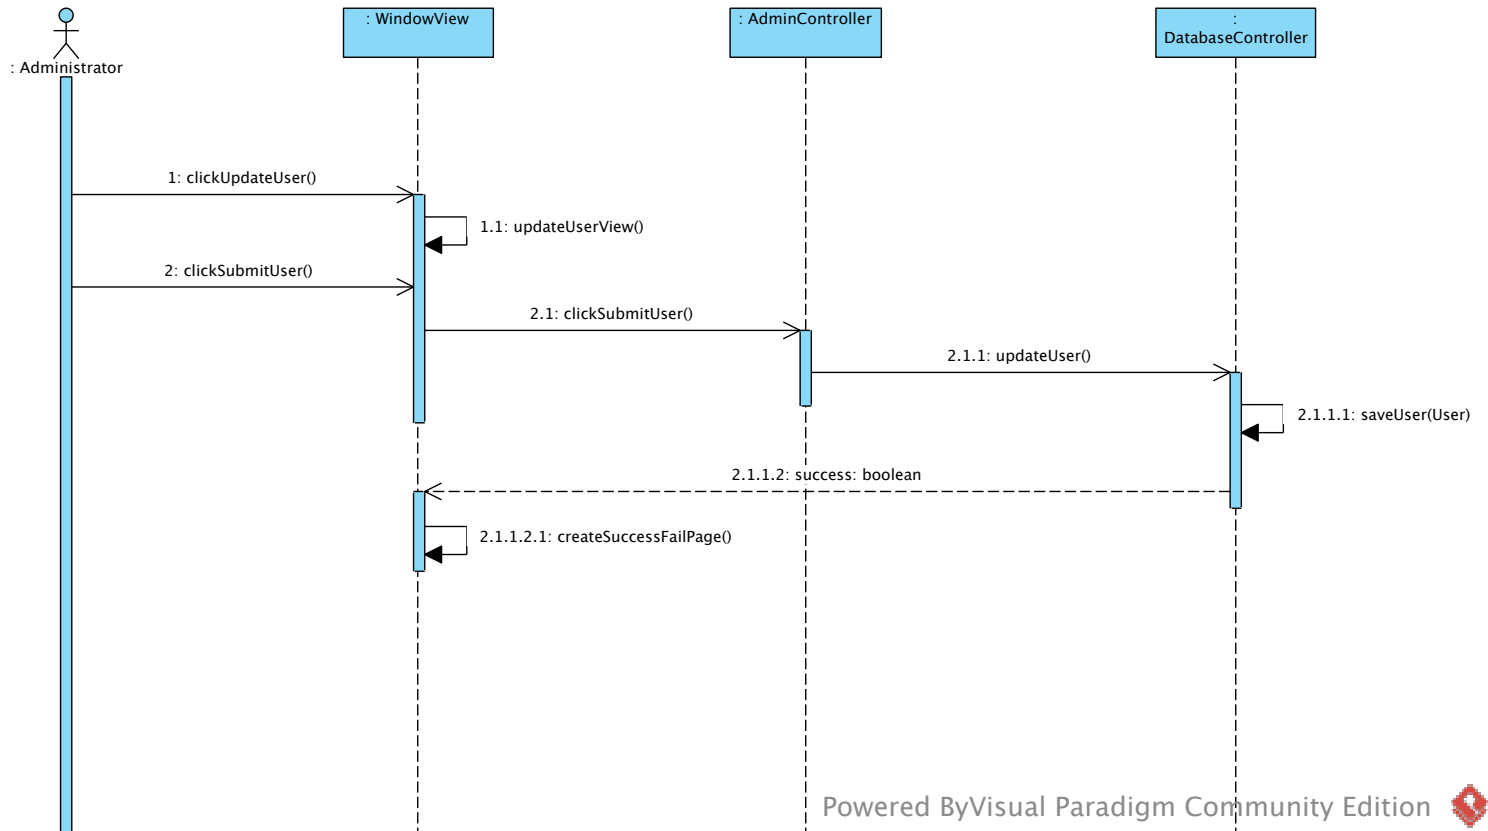 : Administrator
: WindowView
: AdminController
:
DatabaseController
1: clickUpdateUser()
1.1: updateUserView()
2: clickSubmitUser()
2.1: clickSubmitUser()
2.1.1: updateUser()
2.1.1.1: saveUser(User)
2.1.1.2: success: boolean
2.1.1.2.1: createSuccessFailPage()
Powered ByVisual Paradigm Community Edition